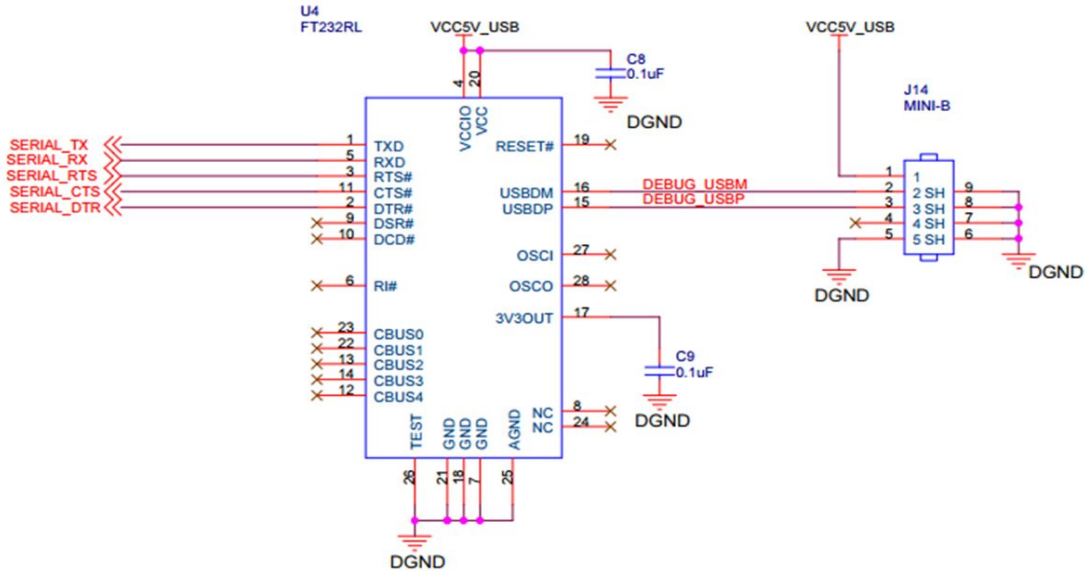 U4
FT232RL
VCC5V_USB
VCC5V_USB
C8
0.1uF
DGND
J14
MINI-B
4
20
VCCIO
VCC
SERIAL_TX
1
TXD
RESET#
19
SERIAL_RX
5
RXD
SERIAL_RTS
3
RTS#
SERIAL_CTS
11
CTS#
USBDM
16
DEBUG_USBM
SERIAL_DTR
2
DTR#
USBDP
15
DEBUG_USBP
9
DSR#
10
DCD#
OSCI
27
6
RI#
OSCO
28
3V3OUT
17
23
CBUS0
22
CBUS1
13
CBUS2
14
CBUS3
12
CBUS4
C9
0.1uF
DGND
NC
8
NC
24
TEST
GND
GND
GND
AGND
26
21
18
7
25
DGND
1
1
2
2 SH
9
3
3 SH
8
4
4 SH
7
5
5 SH
6
DGND
DGND